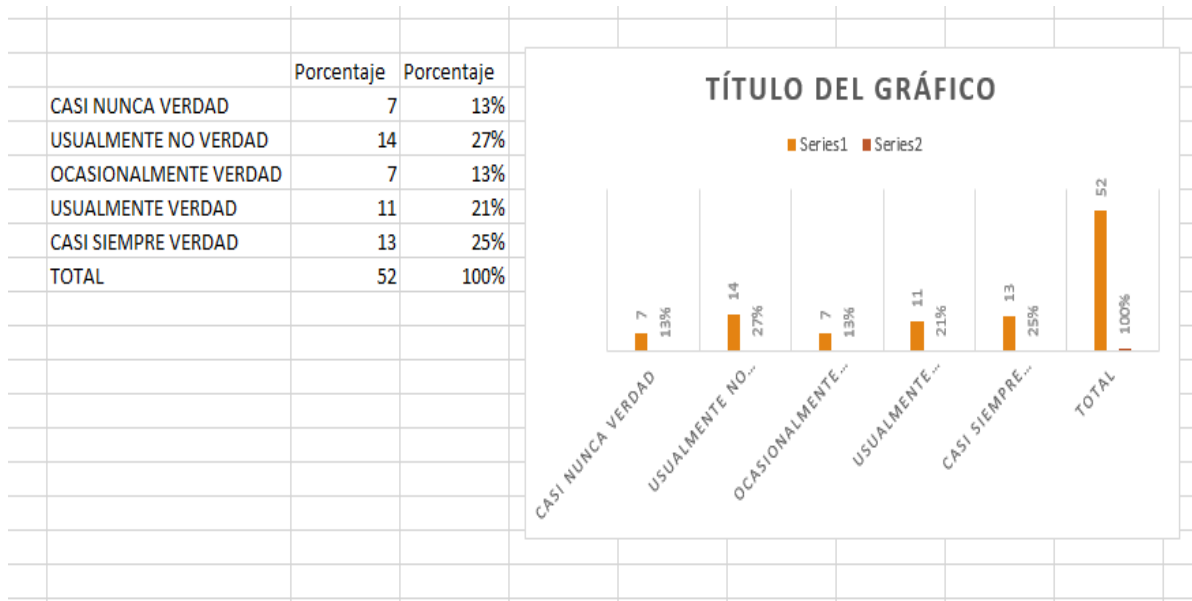 Porcentaje Porcentaje
CASI NUNCA VERDAD 7 13%
USUALMENTE NO VERDAD 14 27%
OCASIONALMENTE VERDAD 7 13%
USUALMENTE VERDAD 11 21%
CASI SIEMPRE VERDAD 13 25%
TOTAL 52 100%
TÍTULO DEL GRÁFICO
Series1 Series2
7 13% 14 27% 7 13% 11 21% 13 25% 52 100%
CASI NUNCA VERDAD
USUALMENTE NO...
OCASIONALMENTE...
USUALMENTE...
CASI SIEMPRE...
TOTAL